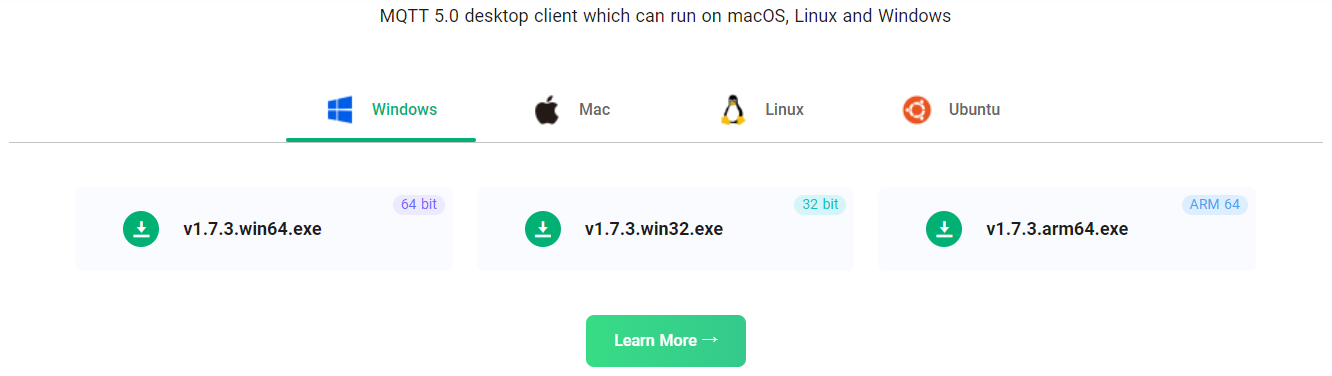 MQTT 5.0 desktop client which can run on macOS, Linux and Windows
Windows
Mac
Linux
Ubuntu
64 bit
v1.7.3.win64.exe
32 bit
v1.7.3.win32.exe
ARM 64
v1.7.3.arm64.exe
Learn More →